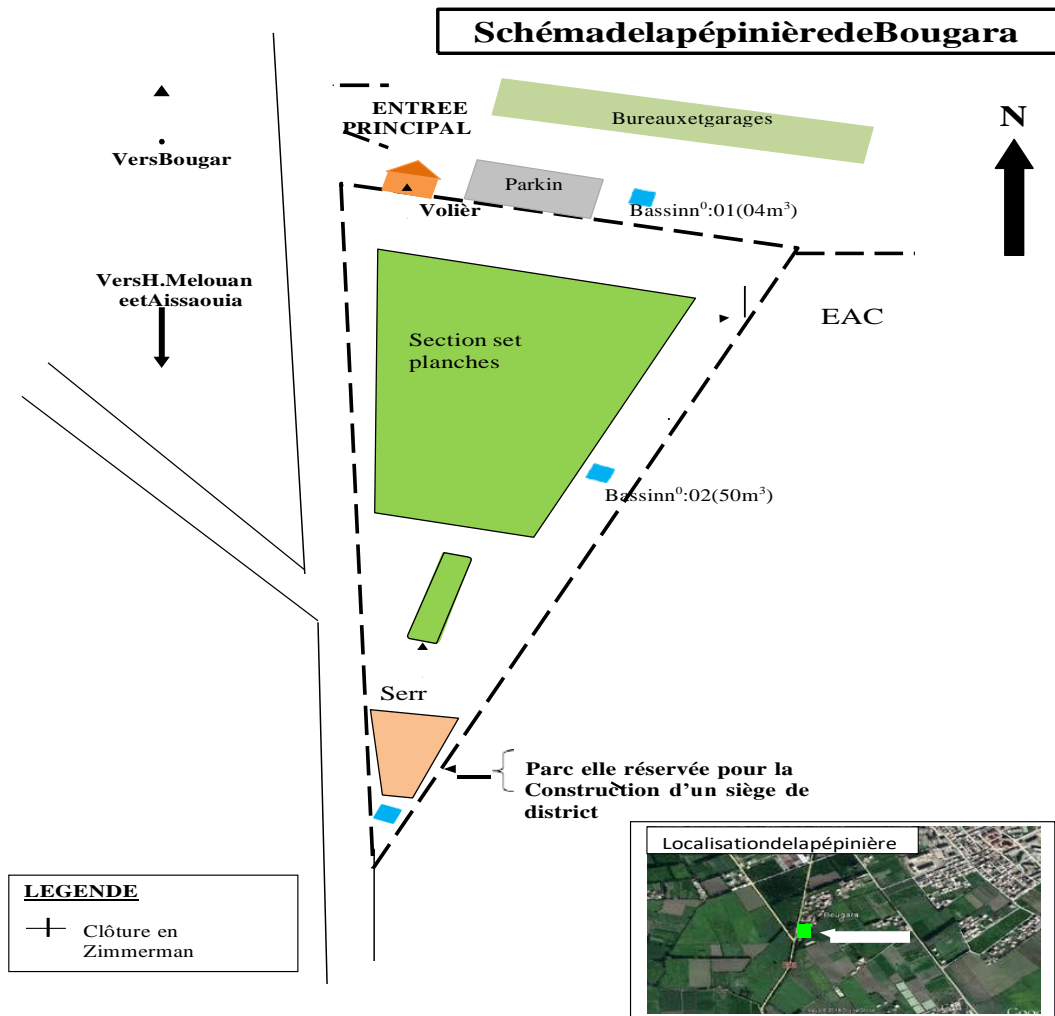 SchémadelapépinièredeBougara
ENTREE
PRINCIPAL
Bureauxetgarages
N
VersBougar
Parkin
Volièr
Bassinn⁰:01(04m³)
VersH.Melouan
eetAissaouia
EAC
Section set
planches
Bassinn⁰:02(50m³)
Serr
Parc elle réservée pour la
Construction d'un siège de
district
Localisationdelapépinière
Bougara
LEGENDE
Clôture en
Zimmerman